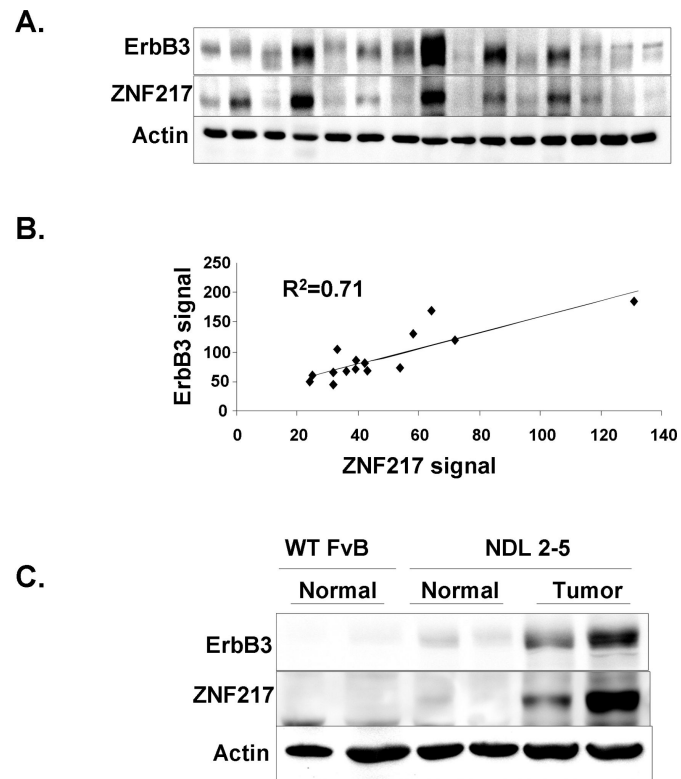 A.
ErbB3
ZNF217
Actin
B.
250
200
150
100
50
0
R²=0.71
ErbB3 signal
0 20 40 60 80 100 120 140
ZNF217 signal
C.
WT FvB NDL 2-5
Normal Normal Tumor
ErbB3
ZNF217
Actin